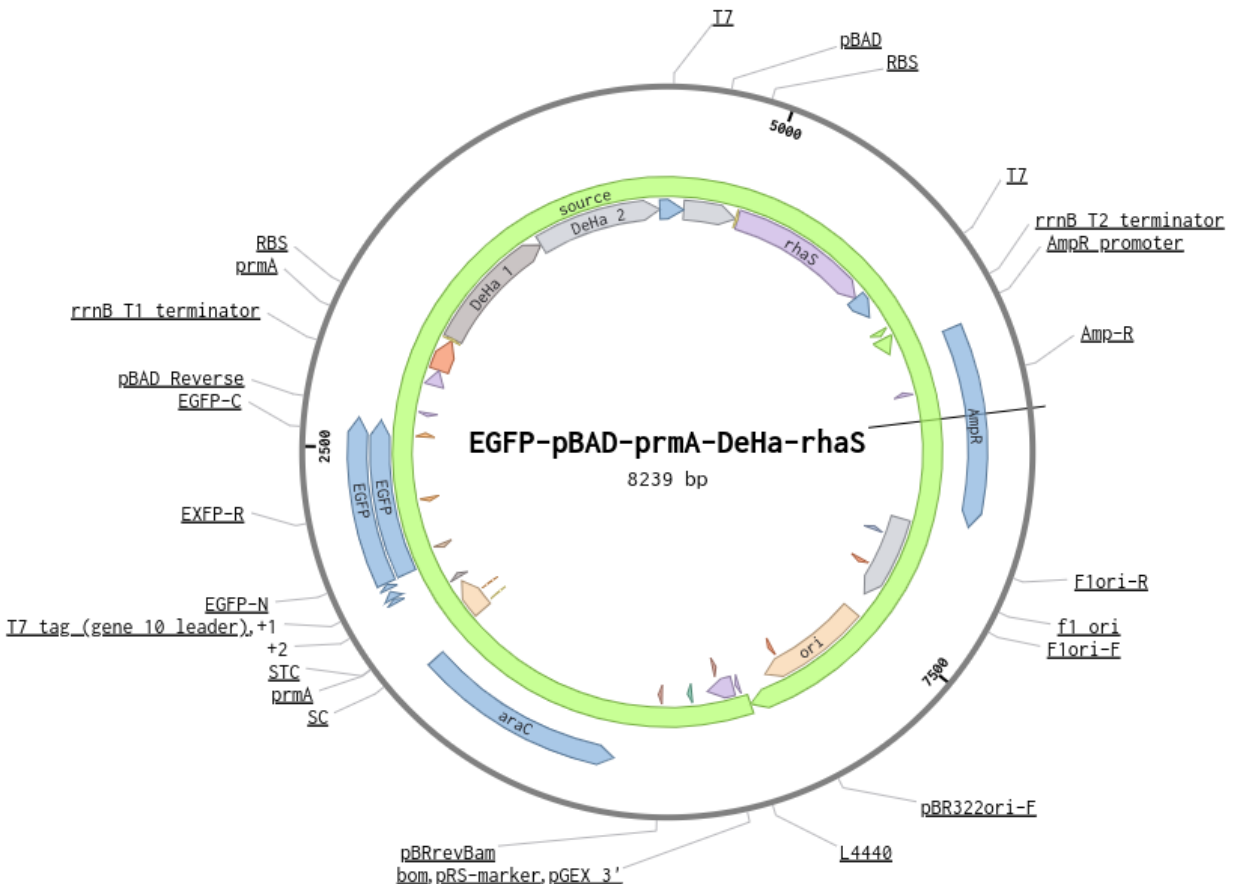 T7
pBAD
RBS
5000
T7
rrnB T2 terminator
AmpR promoter
Amp-R
source
DeHa 2
DeHa 1
rhaS
RBS
prmA
rrnB T1 terminator
pBAD Reverse
EGFP-C
2500
EGFP-pBAD-prmA-DeHa-rhaS
8239 bp
AmpR
EGFP
EGFP
EXFP-R
EGFP-N
T7 tag (gene 10 leader),+1
+2
STC
prmA
SC
F1ori-R
f1 ori
F1ori-F
7500
ori
araC
pBR322ori-F
L4440
pBRrevBam
bom,pRS-marker,pGEX 3'